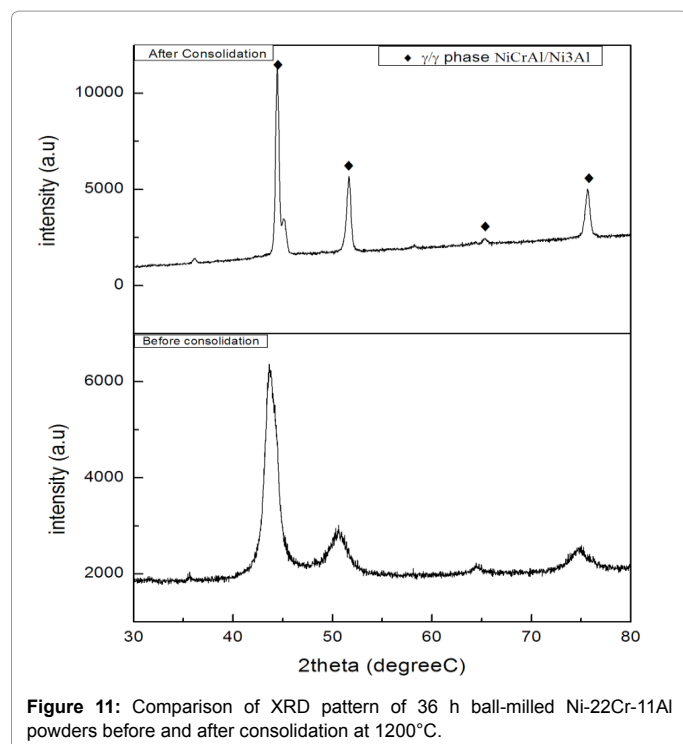 After Consolidation
◆ γ/γ phase NiCrAl/Ni3Al
10000
5000
0
intensity (a.u)
Before consolidation
6000
4000
2000
intensity (a.u)
30 40 50 60 70 80
2theta (degreeC)
Figure 11: Comparison of XRD pattern of 36 h ball-milled Ni-22Cr-11Al
powders before and after consolidation at 1200°C.